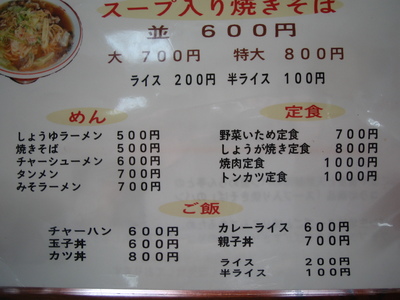 スープ入り焼きそば
並 600円
大 700円 特大 800円
ライス 200円 半ライス 100円
めん
しょうゆラーメン 500円
焼きそば 500円
チャーシューメン 600円
タンメン 700円
みそラーメン 700円
定食
野菜いため定食 700円
しょうが焼き定食 800円
焼肉定食 1000円
トンカツ定食 1000円
ご飯
チャーハン 600円
玉子丼 600円
カツ丼 800円
カレーライス 600円
親子丼 700円
ライス 200円
半ライス 100円